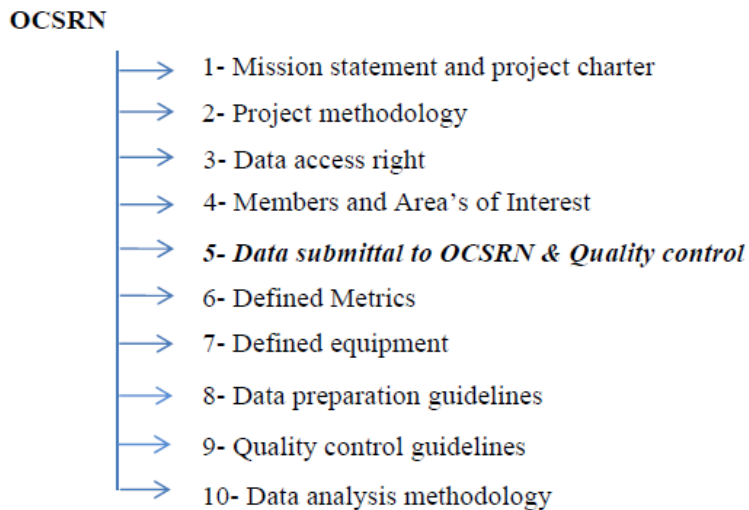 OCSRN
1- Mission statement and project charter
2- Project methodology
3- Data access right
4- Members and Area's of Interest
5- Data submittal to OCSRN & Quality control
6- Defined Metrics
7- Defined equipment
8- Data preparation guidelines
9- Quality control guidelines
10- Data analysis methodology